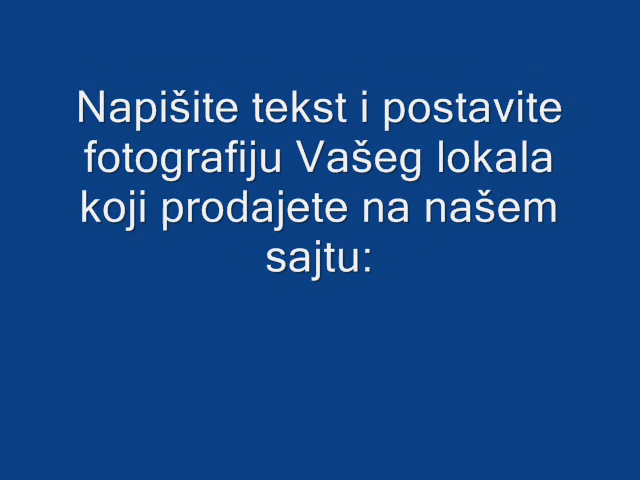 Napišite tekst i postavite
fotografiju Vašeg lokala
koji prodajete na našem
sajtu: